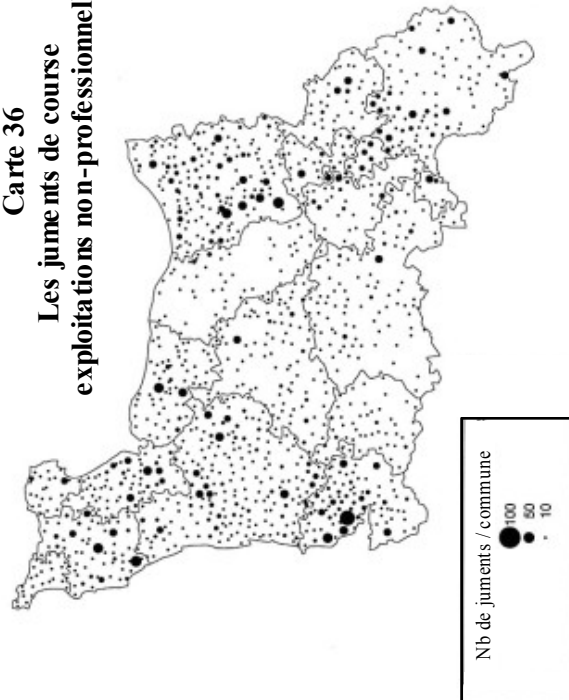 Carte 36
Les juments de course
exploitations non-professionnel
Nb de juments / commune
100
50
10